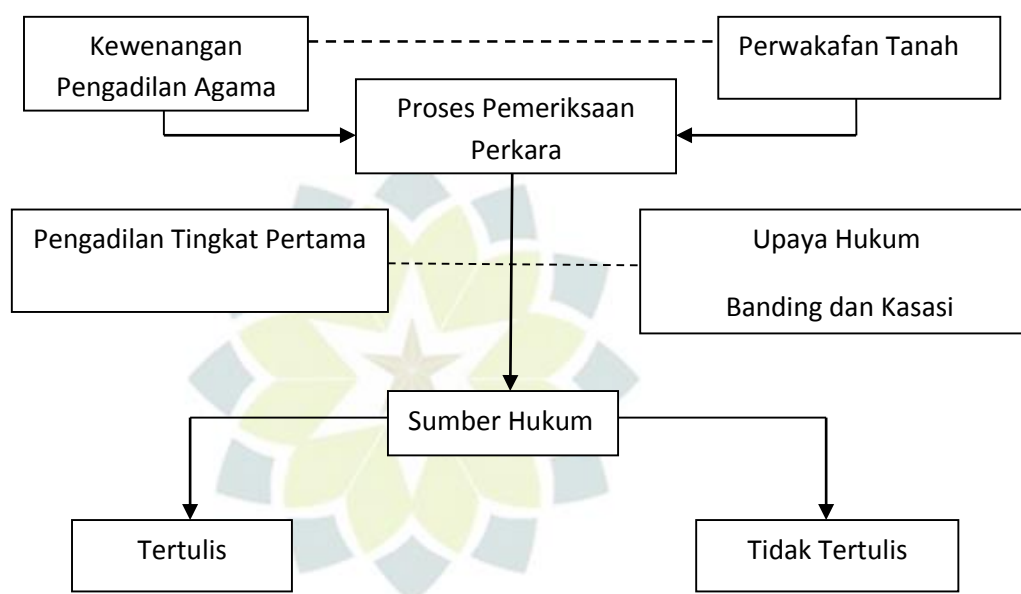 Kewenangan
Pengadilan Agama
Perwakafan Tanah
Proses Pemeriksaan
Perkara
Pengadilan Tingkat Pertama
Upaya Hukum
Banding dan Kasasi
Sumber Hukum
Tertulis
Tidak Tertulis